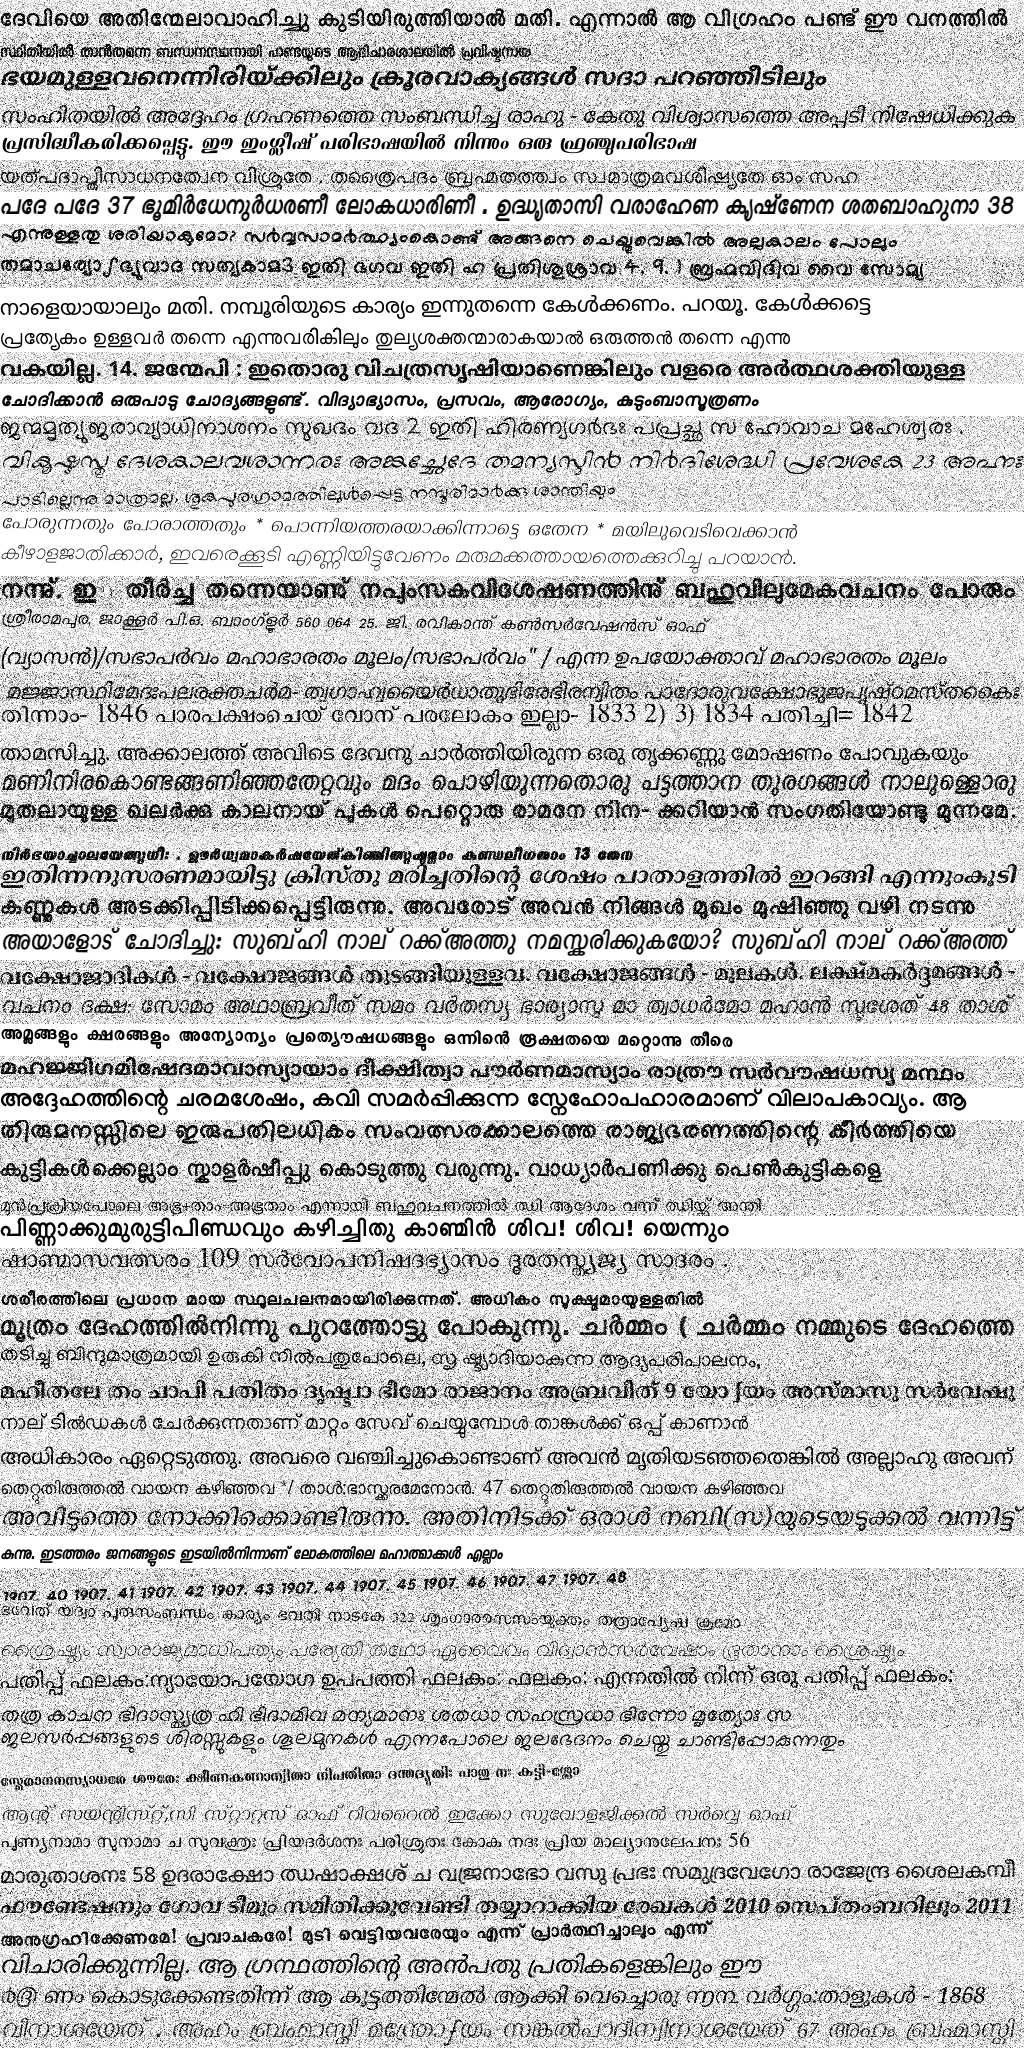 ദേവിയെ അതിന്മേലാവാഹിച്ചു കുടിയിരുത്തിയാൽ മതി. എന്നാൽ ആ വിഗ്രഹം പണ്ട് ഈ വനത്തിൽ
സ്ഥിതിയിൽ താൻതന്നെ ബന്ധനസ്ഥനായി പാണ്ടയുടെ ആഭിചാരശാലയിൽ പ്രവിഷ്ടനായ
ഭയമുള്ളവനെന്നിരിയ്ക്കിലും ക്രൂരവാക്യങ്ങൾ സദാ പറഞ്ഞീടിലും
സംഹിതയിൽ അദ്ദേഹം ഗ്രഹണത്തെ സംബന്ധിച്ച രാഹു - കേതു വിശ്വാസത്തെ അപ്പടി നിഷേധിക്കുക
പ്രസിദ്ധീകരിക്കപ്പെട്ടു. ഈ ഇംഗ്ലീഷ് പരിഭാഷയിൽ നിന്നും ഒരു ഫ്രഞ്ചുപരിഭാഷ
യത്പദാപ്തീസാധനത്വേന വിശ്രുതേ . തത്രൈപദം ബ്രഹ്മതത്ത്വം സ്വമാത്രമവശിഷ്യതേ ഓം സഹ
പദേ പദേ 37 ഭൂമിർധേനുർധരണീ ലോകധാരിണീ . ഉദ്ധൃതാസി വരാഹേണ കൃഷ്ണേന ശതബാഹുനാ 38
എന്നുള്ളതു ശരിയാകുമോ? സർവ്വസാമർത്ഥ്യംകൊണ്ട് അങ്ങനെ ചെയ്തുവെങ്കിൽ അല്പകാലം പോലും
തമാചര്യോഽഭ്യുവാദ സത്യകാമ3 ഇതി ഭഗവ ഇതി ഹ പ്രതിശുശ്രാവ 4. 9. 1 ബ്രഹ്മവിദിവ വൈ സോമ്യ
നാളെയായാലും മതി. നമ്പൂരിയുടെ കാര്യം ഇന്നുതന്നെ കേൾക്കണം. പറയൂ. കേൾക്കട്ടെ
പ്രത്യേകം ഉള്ളവർ തന്നെ എന്നുവരികിലും തുല്യശക്തന്മാരാകയാൽ ഒരുത്തൻ തന്നെ എന്നു
വകയില്ല. 14. ജന്മേപി : ഇതൊരു വിചത്രസൃഷിയാണെങ്കിലും വളരെ അർത്ഥശക്തിയുള്ള
ചോദിക്കാൻ ഒരുപാടു ചോദ്യങ്ങളുണ്ട്. വിദ്യാഭ്യാസം, പ്രസവം, ആരോഗ്യം, കുടുംബാസൂത്രണം
ജന്മമൃത്യുജരാവ്യാധിനാശനം സുഖദം വദ 2 ഇതി ഹിരണ്യഗർഭഃ പപ്രച്ഛ സ ഹോവാച മഹേശ്വരഃ .
വികൃഷ്ടസ്തു ദേശകാലവശാന്നരഃ അങ്കച്ഛേദേ തമന്യസ്മിൻ നിർദിശേദ്ധി പ്രവേശകേ 23 അഹ്നഃ
പാടില്ലെന്നു മാത്രാല്ല, ശുകപുരഗ്രാമത്തിലുൾപ്പെട്ട നമ്പൂരിമാർക്കു ശാന്തിയും
പോരുന്നതും പോരാത്തതും * പൊന്നിയത്തരയാക്കിന്നാട്ടെ ഒതേന * മയിലുവെടിവെക്കാൻ
കീഴാളജാതിക്കാർ, ഇവരെക്കൂടി എണ്ണിയിട്ടുവേണം മരുമക്കത്തായത്തെക്കുറിച്ചു പറയാൻ.
നന്നു്. ഇ തീർച്ച തന്നെയാണു് നപുംസകവിശേഷണത്തിനു് ബഹുവിലുമേകവചനം പോരും
ശ്രീരാമപുര, ജാക്കൂർ പി.ഒ. ബാംഗ്ളൂർ 560 064 25. ജി. രവികാന്ത് കൺസർവേഷൻസ് ഓഫ്
(വ്യാസൻ)/സഭാപർവം മഹാഭാരതം മൂലം/സഭാപർവം" / എന്ന ഉപയോക്താവ് മഹാഭാരതം മൂലം
മജ്ജാസ്ഥിമേദഃപലരക്തചർമ- ത്വഗാഹ്വയൈർധാതുഭിരേഭിരന്വിതം പാദോരുവക്ഷോഭുജപൃഷ്ഠമസ്തകൈഃ
തിന്നാം- 1846 പാരപക്ഷംചെയ് വോന് പരലോകം ഇല്ലാ- 1833 2) 3) 1834 പതിച്ചി= 1842
താമസിച്ചു. അക്കാലത്ത് അവിടെ ദേവനു ചാർത്തിയിരുന്ന ഒരു തൃക്കണ്ണു മോഷണം പോവുകയും
മണിനിരകൊണ്ടങ്ങണിഞ്ഞതേറ്റവും മദം പൊഴിയുന്നതൊരു പട്ടത്താന തുരഗങ്ങൾ നാലുള്ളൊരു
മുതലായുള്ള ഖലർക്കു കാലനായ് പൂകൾ പെറ്റൊരു രാമനേ നിന- ക്കറിയാൻ സംഗതിയോണ്ടു മുന്നമേ.
നിർഭയാച്ചാലയേത്സുധീഃ . ഊർധ്വമാകർഷയേത്കിഞ്ചിത്സുഷുമ്നാം കുണ്ഡലീഗതാം 13 തേന
ഇതിന്നനുസരണമായിട്ടു ക്രിസ്തു മരിച്ചതിന്റെ ശേഷം പാതാളത്തിൽ ഇറങ്ങി എന്നുംകൂടി
കണ്ണുകൾ അടക്കിപ്പിടിക്കപ്പെട്ടിരുന്നു. അവരോട് അവൻ നിങ്ങൾ മുഖം മുഷിഞ്ഞു വഴി നടന്നു
അയാളോട് ചോദിച്ചു: സുബ്ഹി നാല് റക്ക്അത്തു നമസ്കരിക്കുകയോ? സുബ്ഹി നാല് റക്ക്അത്ത്
വക്ഷോജാദികൾ - വക്ഷോജങ്ങൾ തുടങ്ങിയുളളവ. വക്ഷോജങ്ങൾ - മുലകൾ. ലക്ഷ്മകർദ്ദമങ്ങൾ -
വചനം ദക്ഷഃ സോമം അഥാബ്രവീത് സമം വർതസ്വ ഭാര്യാസു മാ ത്വാധർമോ മഹാൻ സ്പൃശേത് 48 താശ്
അമ്ലങ്ങളും ക്ഷരങ്ങളും അന്യോന്യം പ്രത്യൌഷധങ്ങളും ഒന്നിൻെ രൂക്ഷതയെ മറ്റൊന്നു തീരെ
മഹജ്ജിഗമിഷേദമാവാസ്യായാം ദീക്ഷിത്വാ പൗർണമാസ്യാം രാത്രൗ സർവൗഷധസ്യ മന്ഥം
അദ്ദേഹത്തിന്റെ ചരമശേഷം, കവി സമർപ്പിക്കുന്ന സ്നേഹോപഹാരമാണ് വിലാപകാവ്യം. ആ
തിരുമനസ്സിലെ ഇരുപതിലധികം സംവത്സരക്കാലത്തെ രാജ്യഭരണത്തിന്റെ കീർത്തിയെ
കുട്ടികൾക്കെല്ലാം സ്കാളർഷീപ്പു കൊടുത്തു വരുന്നു. വാധ്യാർപണിക്കു പെൺകുട്ടികളെ
മുൻപ്രക്രിയപോലെ അഭൂ+താം-അഭൂതാം എന്നായി ബഹുവചനത്തിൽ ഝി ആദേശം വന്ന് ഝിയ്ക്ക് അന്തി
പിണ്ണാക്കുമുരുട്ടിപിണ്ഡവും കഴിച്ചിതു കാണ്മിൻ ശിവ! ശിവ! യെന്നും
ഷാണ്മാസവത്സരം 109 സർവോപനിഷദഭ്യാസം ദൂരതസ്ത്യജ്യ സാദരം .
ശരീരത്തിലെ പ്രധാന മായ സ്ഥൂലചലനമായിരിക്കുന്നത്. അധികം സൂക്ഷ്മമായുള്ളതിൽ
മൂത്രം ദേഹത്തിൽനിന്നു പുറത്തോട്ടു പോകുന്നു. ചർമ്മം ( ചർമ്മം നമ്മുടെ ദേഹത്തെ
തടിച്ച ബിന്ദുമാത്രമായി ഉരുകി നിൽപതുപോലെ, സൃ ഷ്ട്യാദിയാകുന്ന ആദ്യപരിപാലനം,
മഹീതലേ തം ചാപി പതിതം ദൃഷ്ട്വാ ഭീമോ രാജാനം അബ്രവീത് 9 യോ ഽയം അസ്മാസു സർവേഷു
നാല് ടിൽഡകൾ ചേർക്കുന്നതാണ് മാറ്റം സേവ് ചെയ്യുമ്പോൾ താങ്കൾക്ക് ഒപ്പ് കാണാൻ
അധികാരം ഏറ്റെടുത്തു. അവരെ വഞ്ചിച്ചുകൊണ്ടാണ് അവൻ മൃതിയടഞ്ഞതെങ്കിൽ അല്ലാഹു അവന്
തെറ്റുതിരുത്തൽ വായന കഴിഞ്ഞവ */ താൾ:ഭാസ്ക്കരമേനോൻ. 47 തെറ്റുതിരുത്തൽ വായന കഴിഞ്ഞവ
അവിടുത്തെ നോക്കിക്കൊണ്ടിരുന്നു. അതിനിടക്ക് ഒരാൾ നബി(സ)യുടെയടുക്കൽ വന്നിട്ട്
കുന്നു. ഇടത്തരം ജനങ്ങളുടെ ഇടയിൽനിന്നാണ് ലോകത്തിലെ മഹാത്മാക്കൾ എല്ലാം
1907. 40 1907. 41 1907. 42 1907. 43 1907. 44 1907. 45 1907. 46 1907. 47 1907. 48
ഭവേത് യദ്വാ പുരുസംബന്ധം കാര്യം ഭവതി നാടകേ 322 ശൃംഗാരരസസംയുക്തം തത്രാപ്യേഷ ക്രമോ
ശ്രൈഷ്ഠ്യം സ്വാരാജ്യമാധിപത്യം പര്യേതി തഥോ ഏവൈവം വിദ്വാൻസർവേഷാം ഭൂതാനാം ശ്രൈഷ്ഠ്യം
പതിപ്പ് ഫലകം:ന്യായോപയോഗ ഉപപത്തി ഫലകം: ഫലകം: എന്നതിൽ നിന്ന് ഒരു പതിപ്പ് ഫലകം:
തത്ര കാചന ഭിദാസ്ത്യത്ര ഹി ഭിദാമിവ മന്യമാനഃ ശതധാ സഹസ്രധാ ഭിന്നോ മൃത്യോഃ സ
ജലസർപ്പങ്ങളുടെ ശിരസ്സുകളും ശൂലമുനകൾ എന്നപോലെ ജലഭേദനം ചെയ്തു ചാണ്ടിപ്പോകുന്നതും
ക്ഷീണകണാന്വിതാ നിപതിതാ ദന്തദ്യുതിഃ പാതു നഃ കട്ടി-ശ്ലോ
ആന്റ് സയന്റിസ്റ്റ്,സി സ്റ്റാറ്റസ് ഓഫ് റിവറൈൽ ഇക്കോ സുവോളജിക്കൽ സർവ്വെ ഓഫ്
പുണ്യനാമാ സുനാമാ ച സുവക്ത്രഃ പ്രിയദർശനഃ പരിശ്രുതഃ കോക നദഃ പ്രിയ മാല്യാനുലേപനഃ 56
മാരുതാശനഃ 58 ഉദരാക്ഷോ ഝഷാക്ഷശ് ച വജ്രനാഭോ വസു പ്രഭഃ സമുദ്രവേഗോ രാജേന്ദ്ര ശൈലകമ്പീ
ഫൗണ്ടേഷനും ഗോവ ടീമും സമിതിക്കുവേണ്ടി തയ്യാറാക്കിയ രേഖകൾ 2010 സെപ്തംബറിലും 2011
അനുഗ്രഹിക്കേണമേ! പ്രവാചകരേ! മുടി വെട്ടിയവരേയും എന്ന് പ്രാർത്ഥിച്ചാലും എന്ന്
വിചാരിക്കുന്നില്ല. ആ ഗ്രന്ഥത്തിന്റെ അൻപതു പ്രതികളെങ്കിലും ഈ
ർദ്രി ണം കൊടുക്കേണ്ടതിന്ന് ആ കൂട്ടത്തിന്മേൽ ആക്കി വെച്ചൊരു ന്നൂന വർഗ്ഗം:താളുകൾ - 1868
വിനാശയേത് . അഹം ബ്രഹ്മാസ്മി മന്ത്രോഽയം സങ്കൽപാദീന്വിനാശയേത് 67 അഹം ബ്രഹ്മാസ്മി